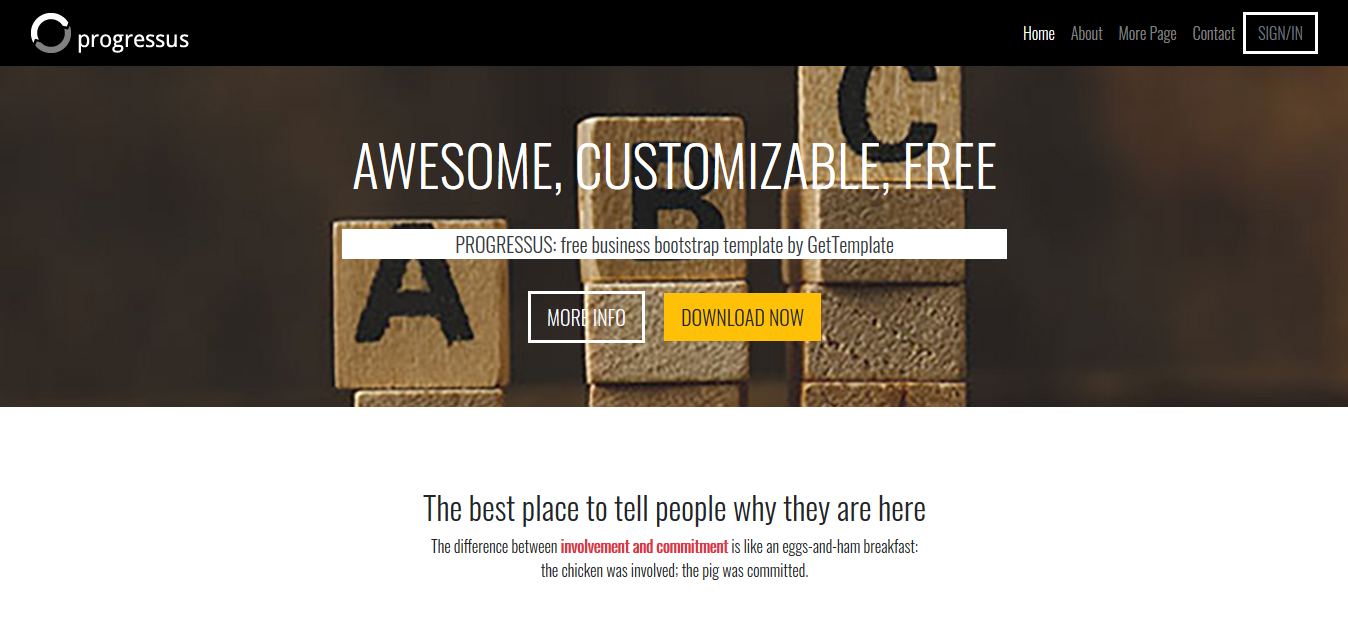 progressus
Home About More Page Contact SIGN/IN
C
AWESOME, CUSTOMIZABLE, FREE
B
A
PROGRESSUS: free business bootstrap template by GetTemplate
MORE INFO DOWNLOAD NOW
The best place to tell people why they are here
The difference between involvement and commitment is like an eggs-and-ham breakfast:
the chicken was involved; the pig was committed.